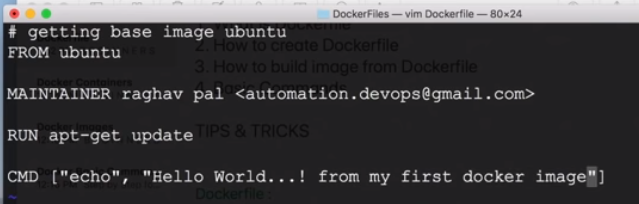 DockerFiles — vim Dockerfile — 80×24
# getting base image ubuntu
FROM ubuntu
2. How to create Dockerfile
3. How to build image from Dockerfile
Docker Containers
MAINTAINER raghav pal <automation.devops@gmail.com>
RUN apt-get update
TIPS & TRICKS
CMD ["echo", "Hello World...! from my first docker image"]
~
Dockerfile :